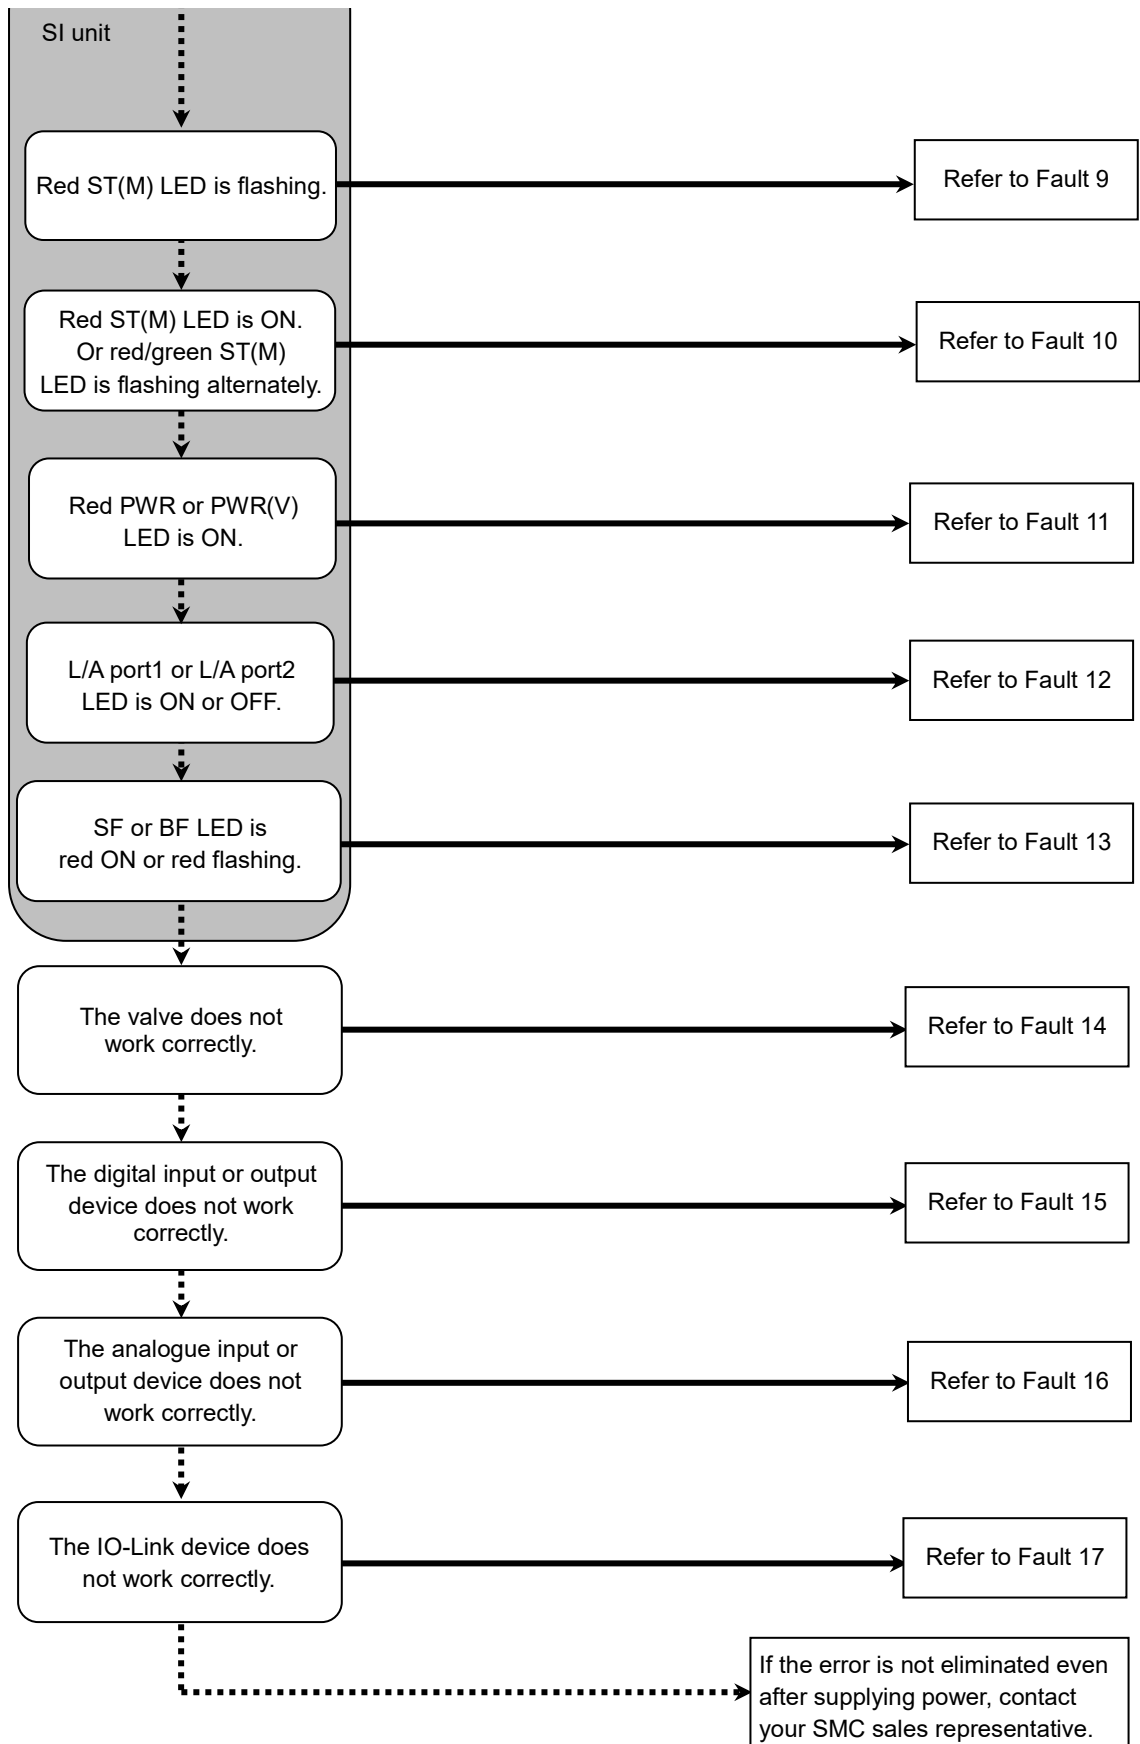 SI unit
Red ST(M) LED is flashing.
Refer to Fault 9
Red ST(M) LED is ON.
Or red/green ST(M)
LED is flashing alternately.
Refer to Fault 10
Red PWR or PWR(V)
LED is ON.
Refer to Fault 11
L/A port1 or L/A port2
LED is ON or OFF.
Refer to Fault 12
SF or BF LED is
red ON or red flashing.
Refer to Fault 13
The valve does not
work correctly.
Refer to Fault 14
The digital input or output
device does not work
correctly.
Refer to Fault 15
The analogue input or
output device does not
work correctly.
Refer to Fault 16
The IO-Link device does
not work correctly.
Refer to Fault 17
If the error is not eliminated even
after supplying power, contact
your SMC sales representative.